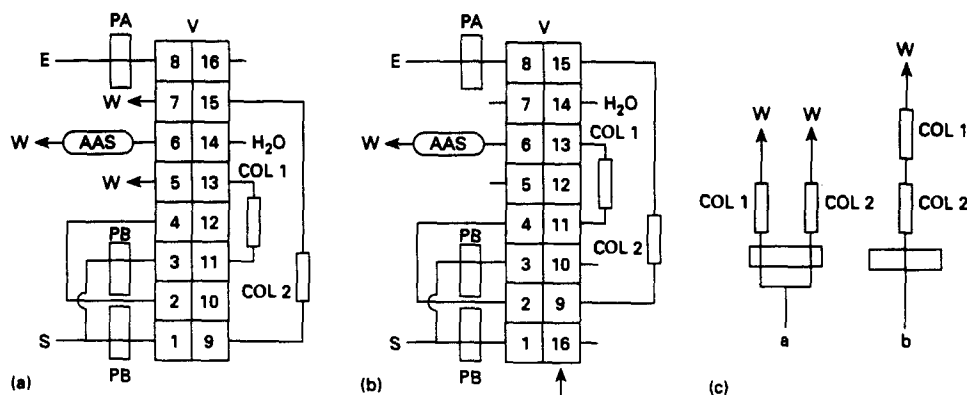 PA
V
E
8 16
W
7 15
W
AAS
6 14
H₂O
COL 1
W
5 13
4 12
PB
3 11
COL 2
2 10
S
1 9
PB
(a)
PA
V
E
8 15
7 14
H₂O
COL 1
W
AAS
6 13
5 12
4 11
PB
COL 2
3 10
2 9
S
1 16
PB
(b)
W
W
W
COL 1
COL 1
COL 2
COL 2
a
b
(c)